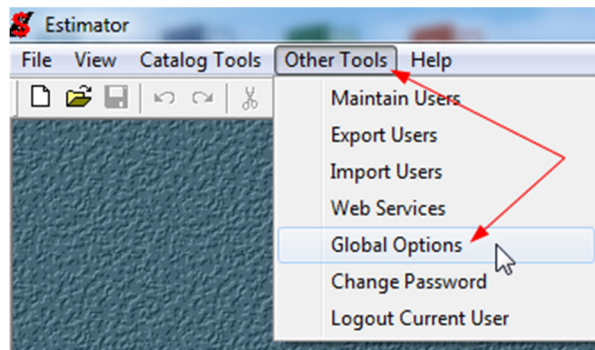 Estimator
File View Catalog Tools Other Tools Help
Maintain Users
Export Users
Import Users
Web Services
Global Options
Change Password
Logout Current User